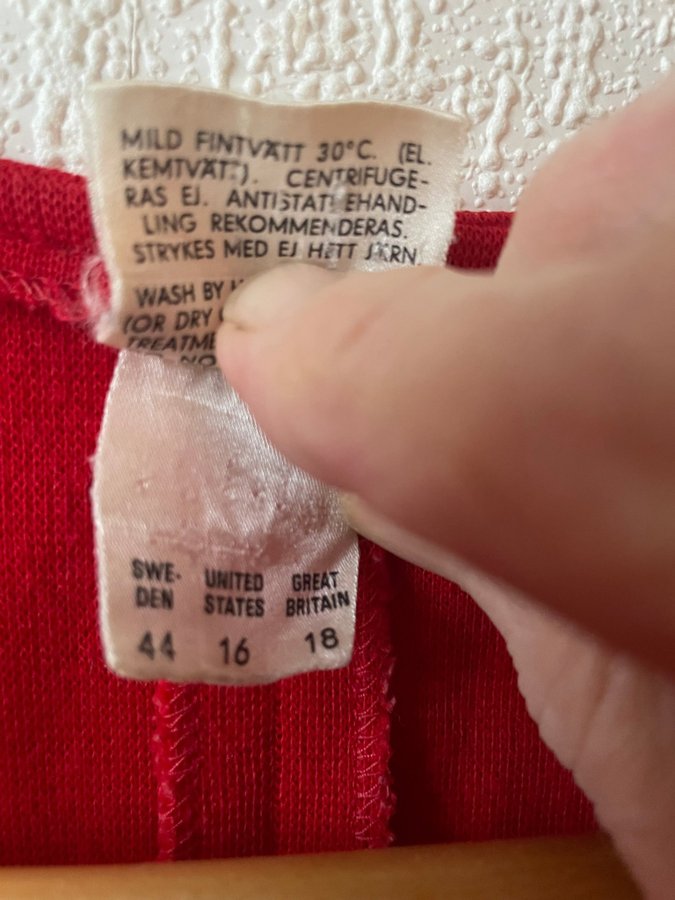 MILD FINTVÄTT 30°C. (EL.
KEMTVÄTT). CENTRIFUGE-
RAS EJ. ANTISTATBEHAND-
LING REKOMMENDERAS.
STRYKES MED EJ HETT JÄRN.
WASH BY
(OR DRY
SWE- UNITED GREAT
DEN STATES BRITAIN
44 16 18